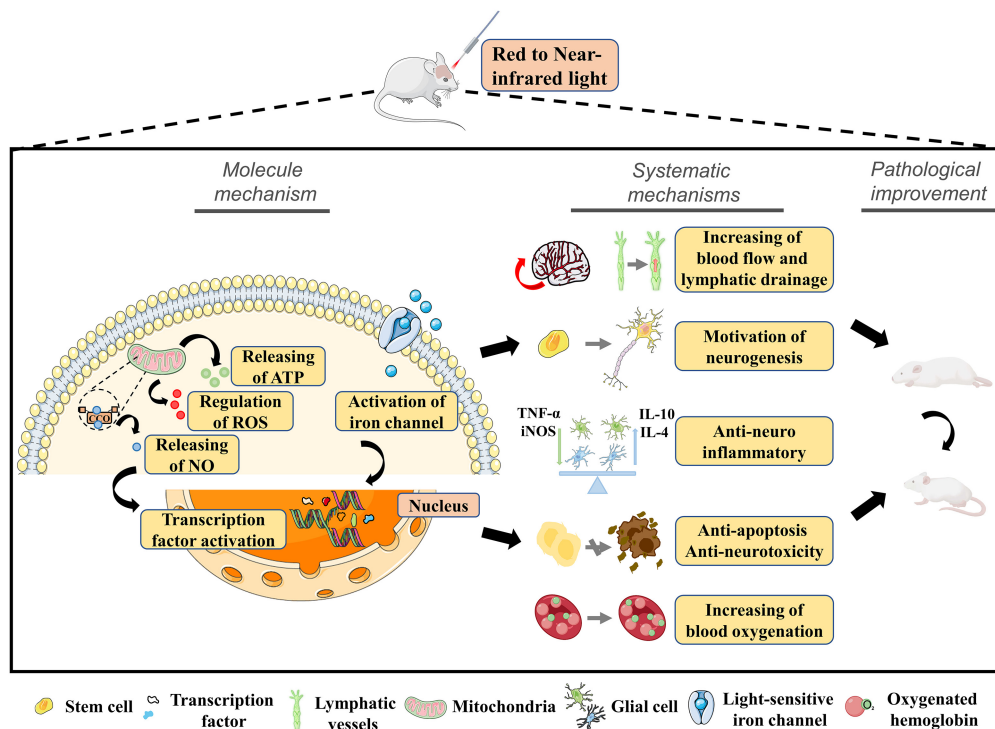 Red to Near-
infrared light
Molecule
mechanism
Systematic
mechanisms
Pathological
improvement
Increasing of
blood flow and
lymphatic drainage
Motivation of
neurogenesis
Releasing
of ATP
Regulation
of ROS
Activation of
iron channel
CCO
Releasing
of NO
TNF-α
iNOS
IL-10
IL-4
Anti-neuro
inflammatory
Nucleus
Transcription
factor activation
Anti-apoptosis
Anti-neurotoxicity
Increasing of
blood oxygenation
Stem cell
Transcription
factor
Lymphatic
vessels
Mitochondria
Glial cell
Light-sensitive
iron channel
Oxygenated
hemoglobin